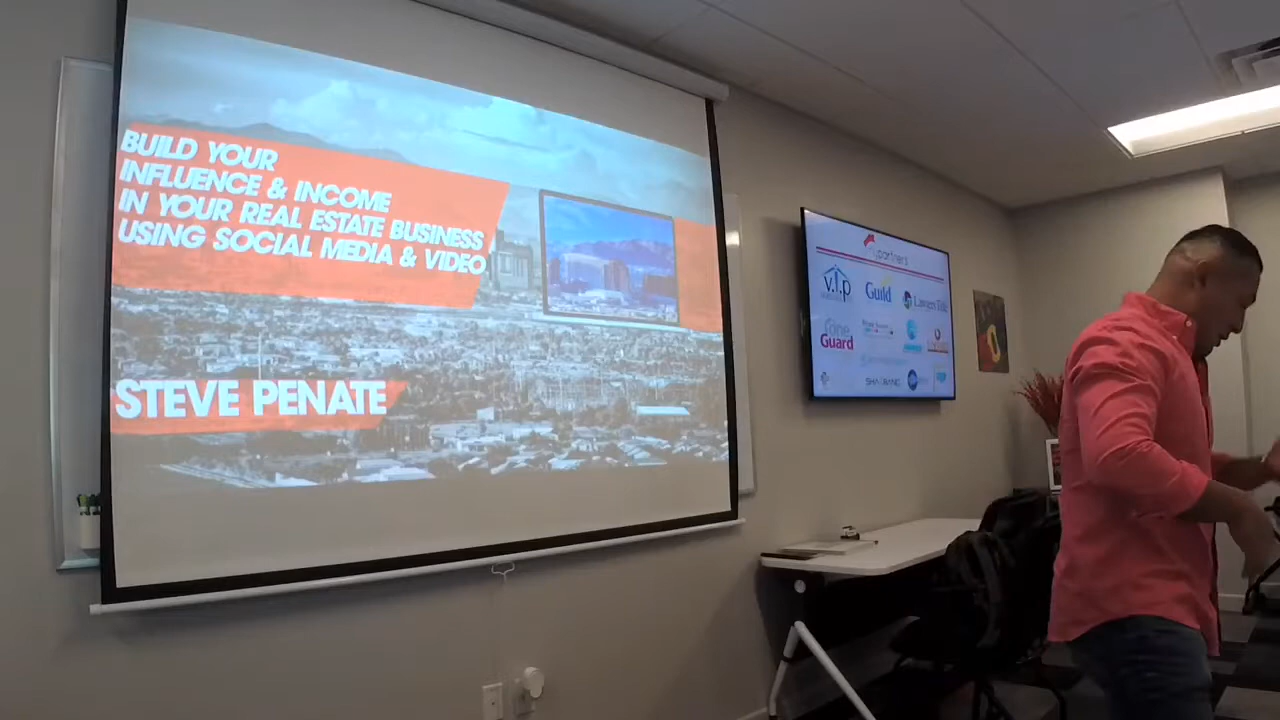 BUILD YOUR
INFLUENCE & INCOME
IN YOUR REAL ESTATE BUSINESS
USING SOCIAL MEDIA & VIDEO
STEVE PENATE
partners
v.i.p
Guild
Lawyers Title
one
Guard